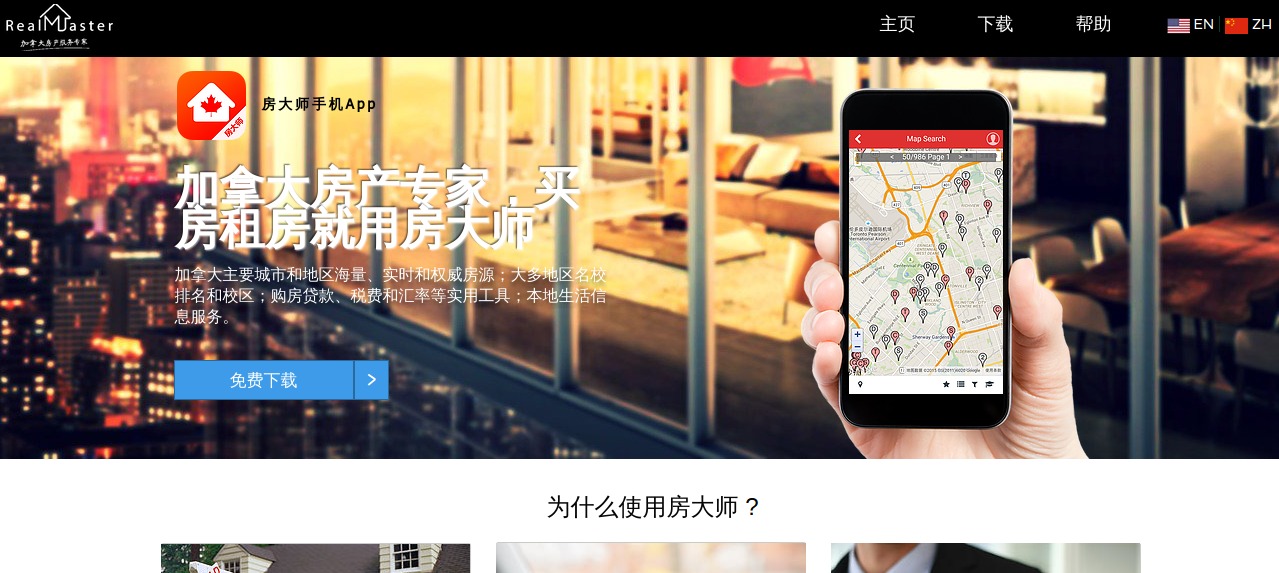 RealMaster
加拿大房产服务专家
主页
下载
帮助
EN
ZH
房大师
房大师手机App
加拿大房产专家，买
房租房就用房大师
加拿大主要城市和地区海量、实时和权威房源；大多地区名校
排名和校区；购房贷款、税费和汇率等实用工具；本地生活信
息服务。
免费下载 >
Map Search
< 50/986 Page 1 >
Toronto Pearson
International Airport
Sherway Gardens
为什么使用房大师？